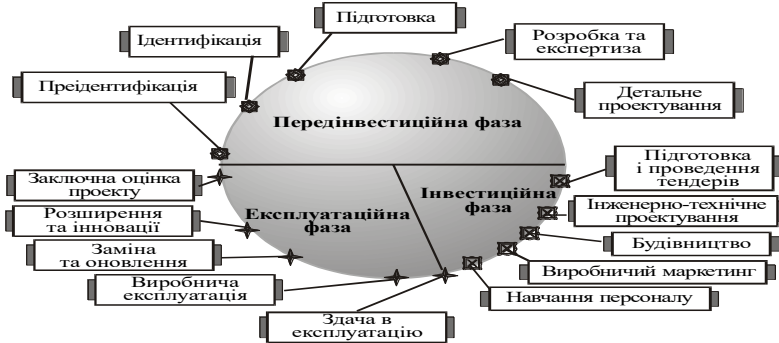 Підготовка
Ідентифікація
Преідентифікація
Розробка та
експертиза
Детальне
проектування
Передінвестиційна фаза
Заключна оцінка
проекту
Розширення
та інновації
Заміна
та оновлення
Виробнича
експлуатація
Здача в
експлуатацію
Експлуатаційна
фаза
Інвестиційна
фаза
Підготовка
і проведення
тендерів
Інженерно-технічне
проектування
Будівництво
Виробничий маркетинг
Навчання персоналу